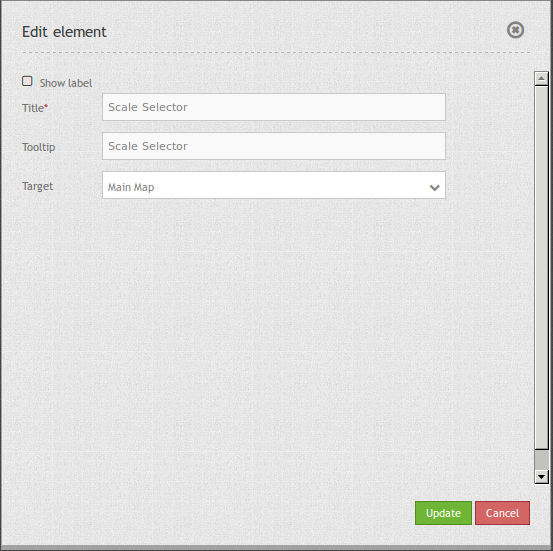 Edit element
Show label
Title*
Scale Selector
Tooltip
Scale Selector
Target
Main Map
Update
Cancel